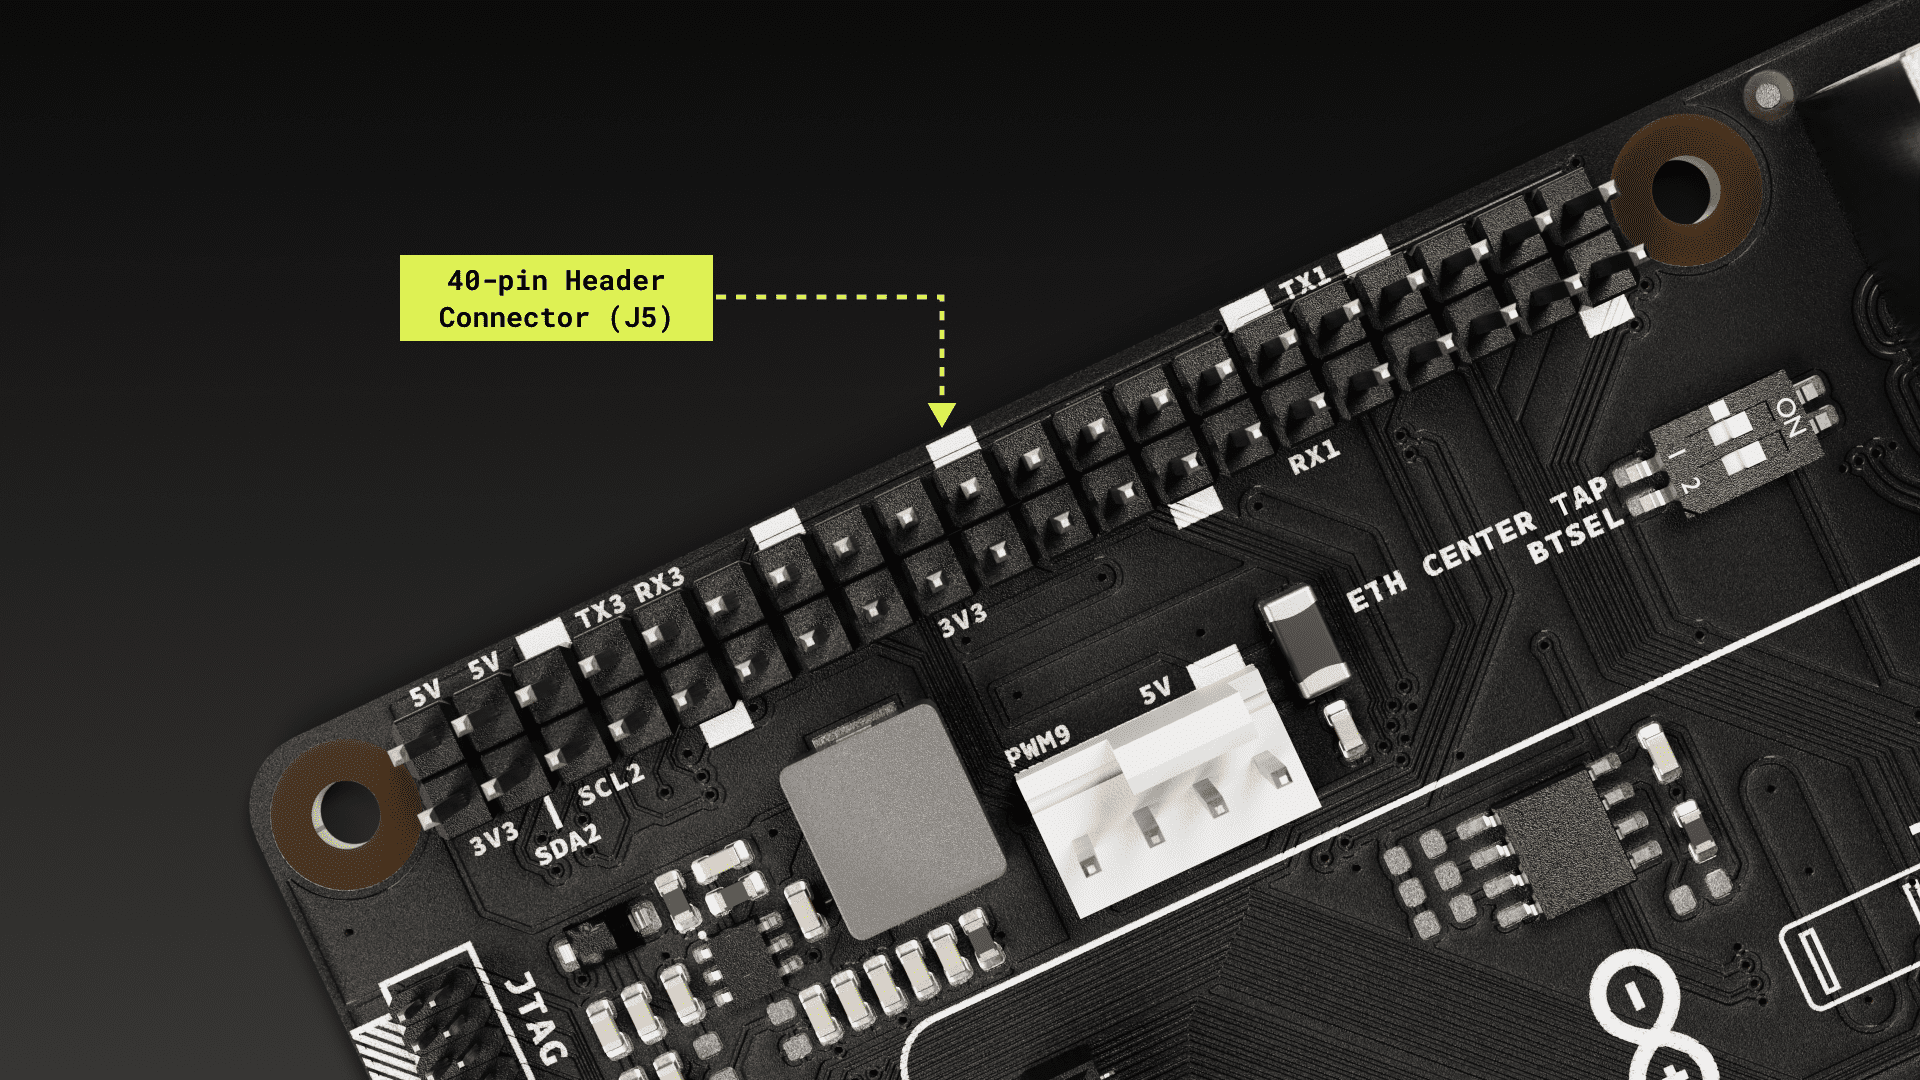 40-pin Header
Connector (J5)
TX1
RX1
TX3 RX3
5V 5V
3V3
SCL2
SDA2
3V3
5V
PWM9
ETH CENTER TAP
BTSEL
ON
1
2
JTAG